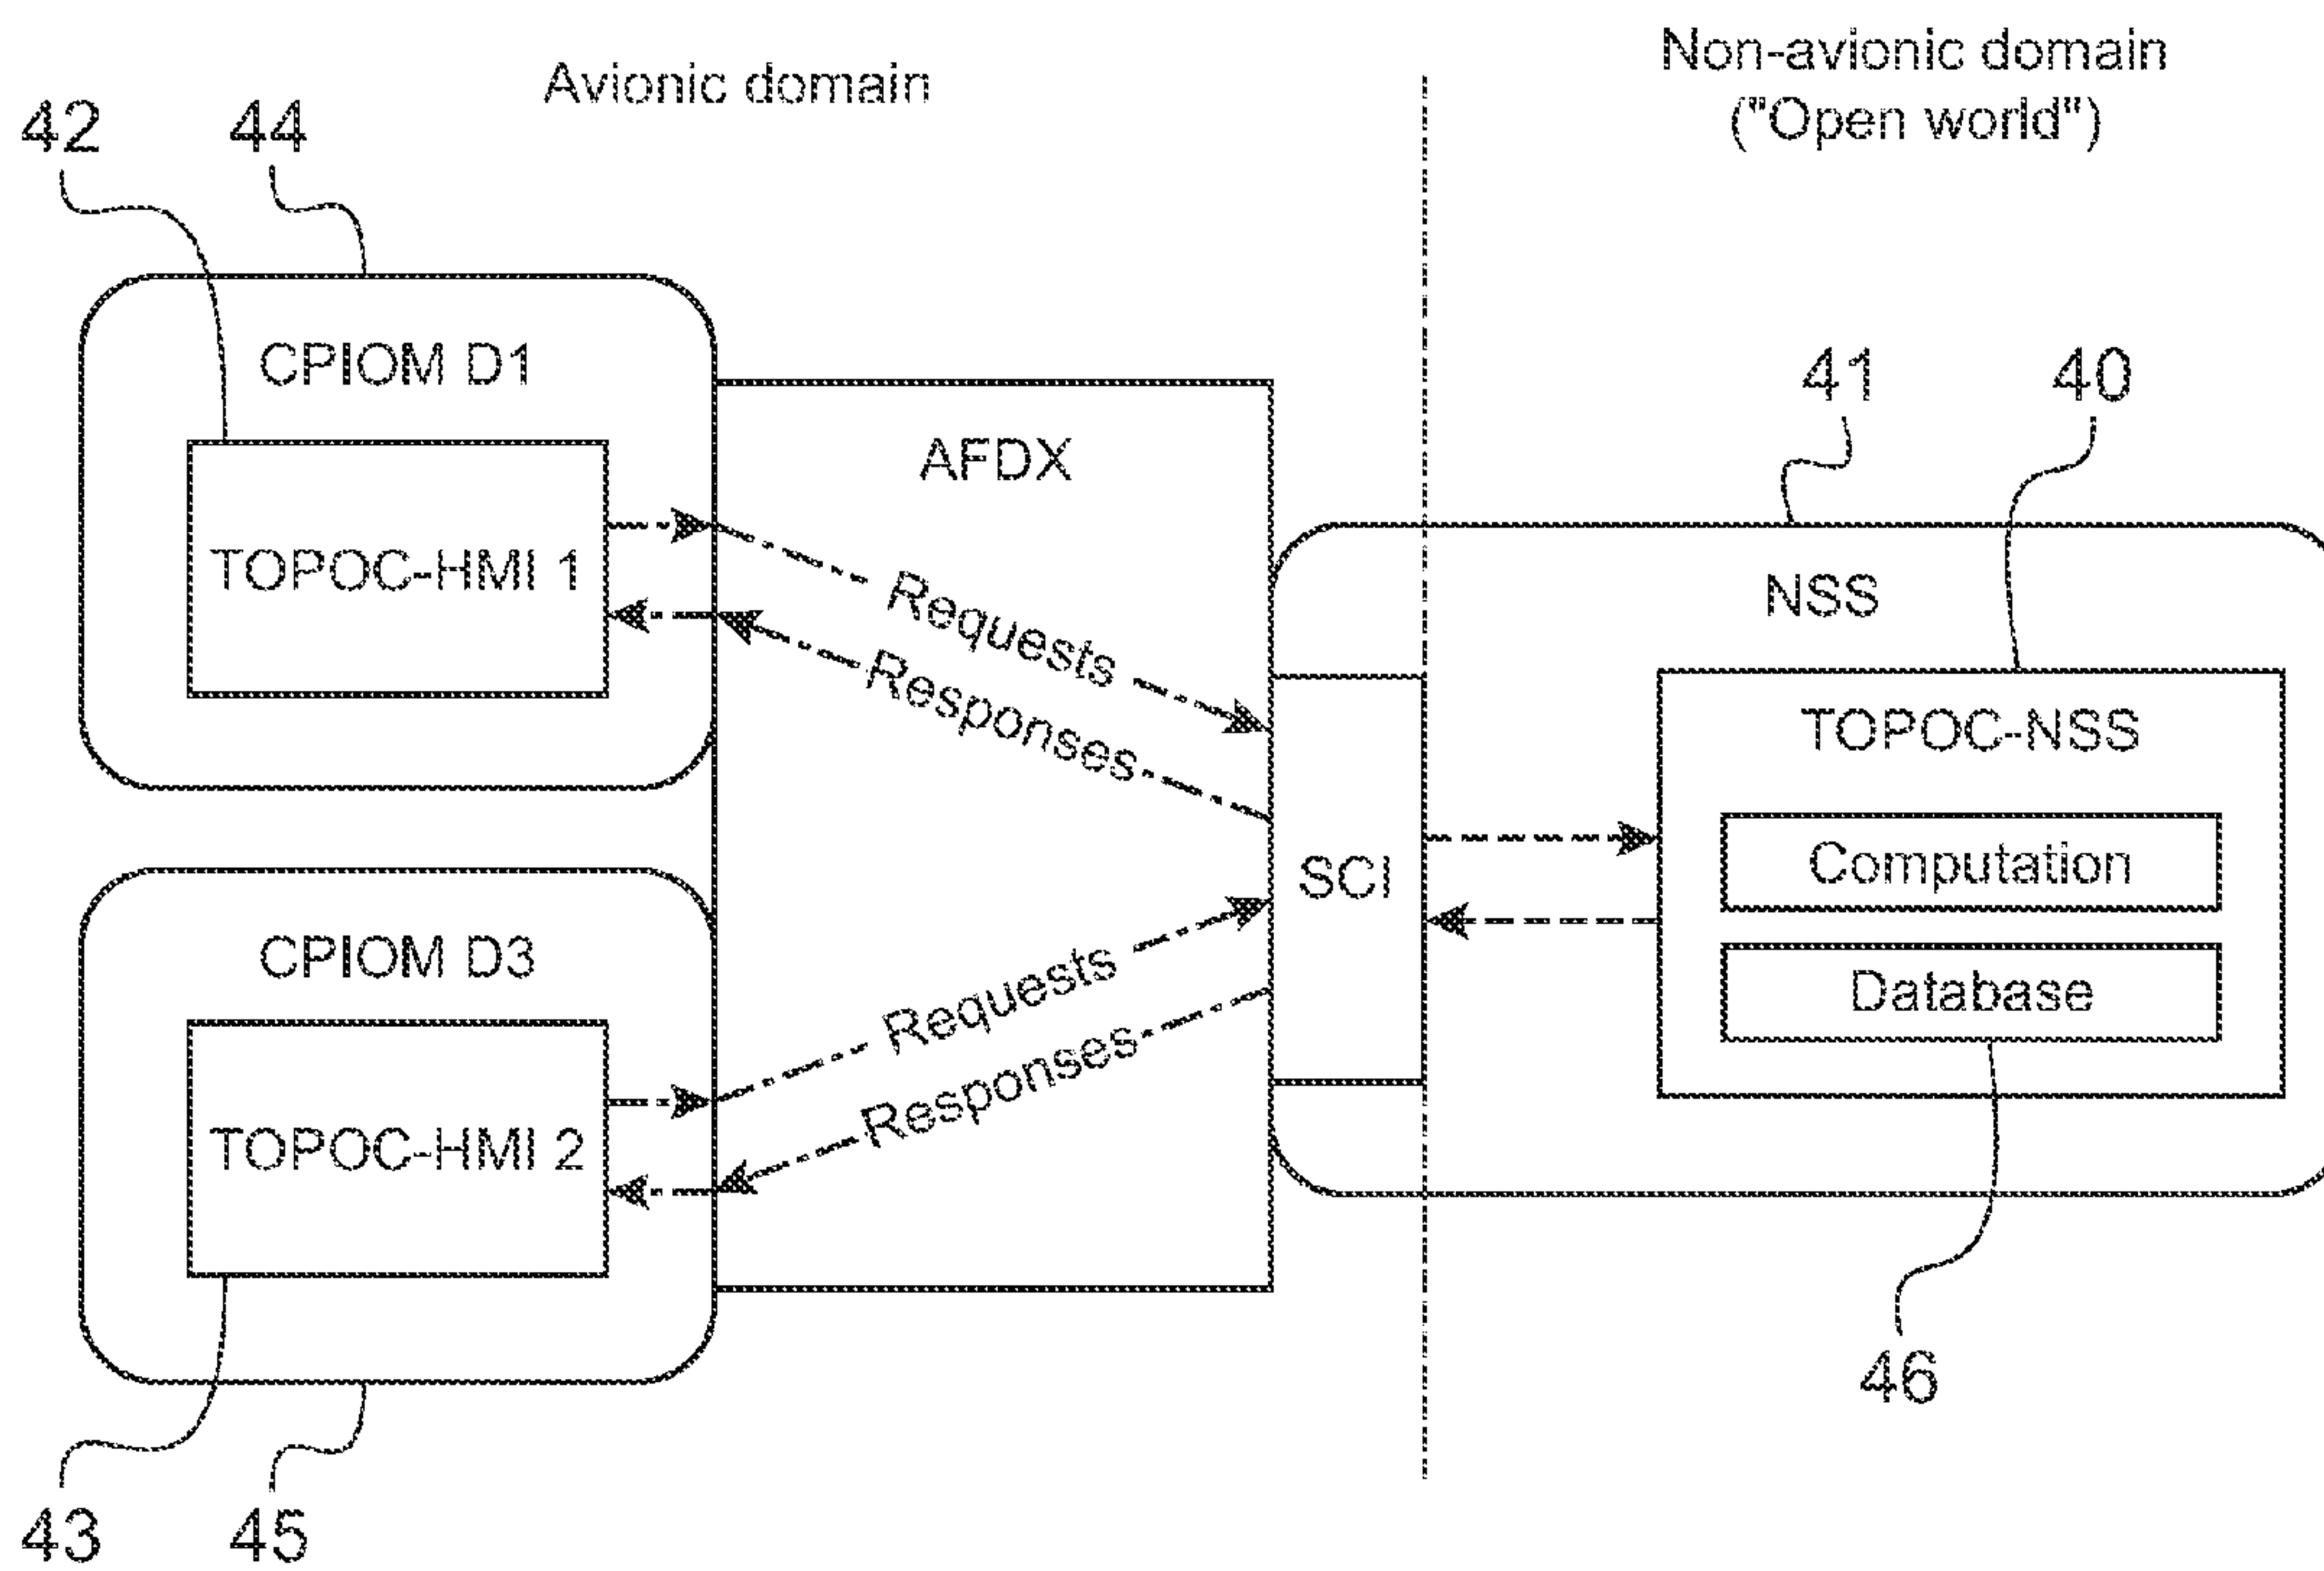 Avionic domain
Non-avionic domain
("Open world")
42
44
CPIOM D1
TOPOC-HMI 1
AFDX
Requests
Responses
41
40
NSS
TOPOC-NSS
Computation
Database
SCI
CPIOM D3
TOPOC-HMI 2
Requests
Responses
46
43
45